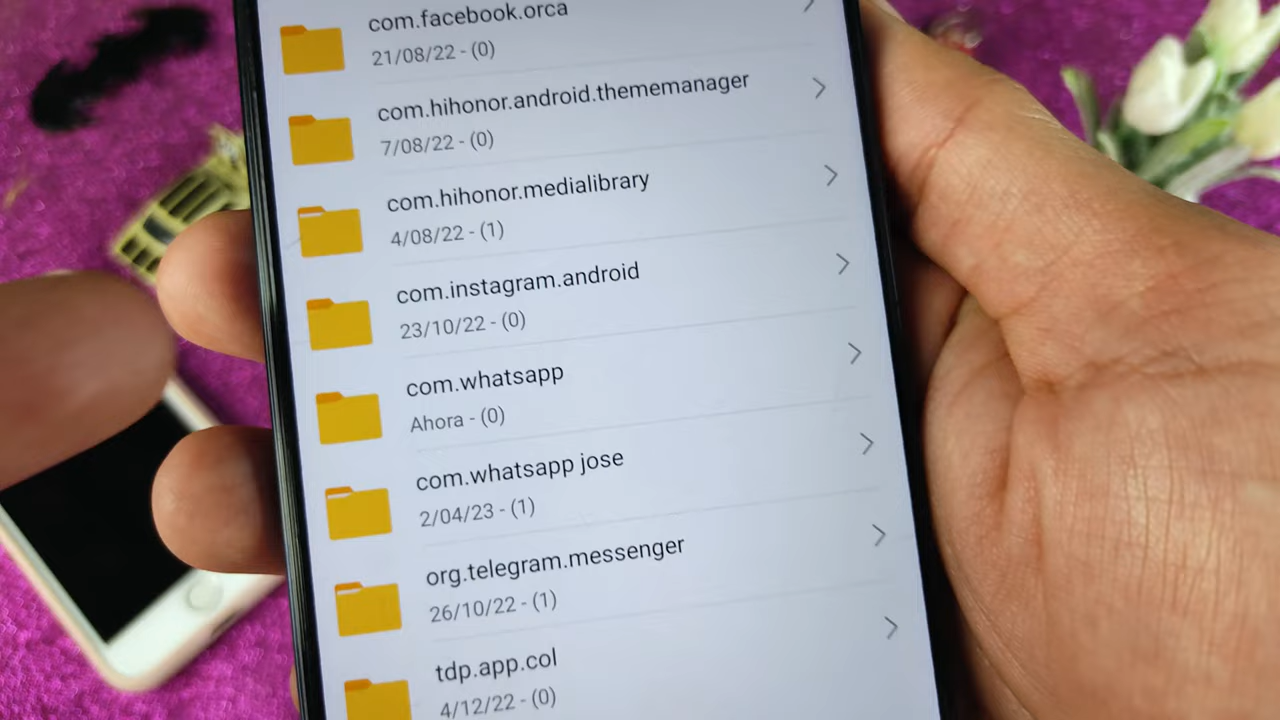 com.facebook.orca
21/08/22 - (0)
com.hihonor.android.thememanager
7/08/22 - (0)
com.hihonor.medialibrary
4/08/22 - (1)
com.instagram.android
23/10/22 - (0)
com.whatsapp
Ahora - (0)
com.whatsapp jose
2/04/23 - (1)
org.telegram.messenger
26/10/22 - (1)
tdp.app.col
4/12/22 - (0)